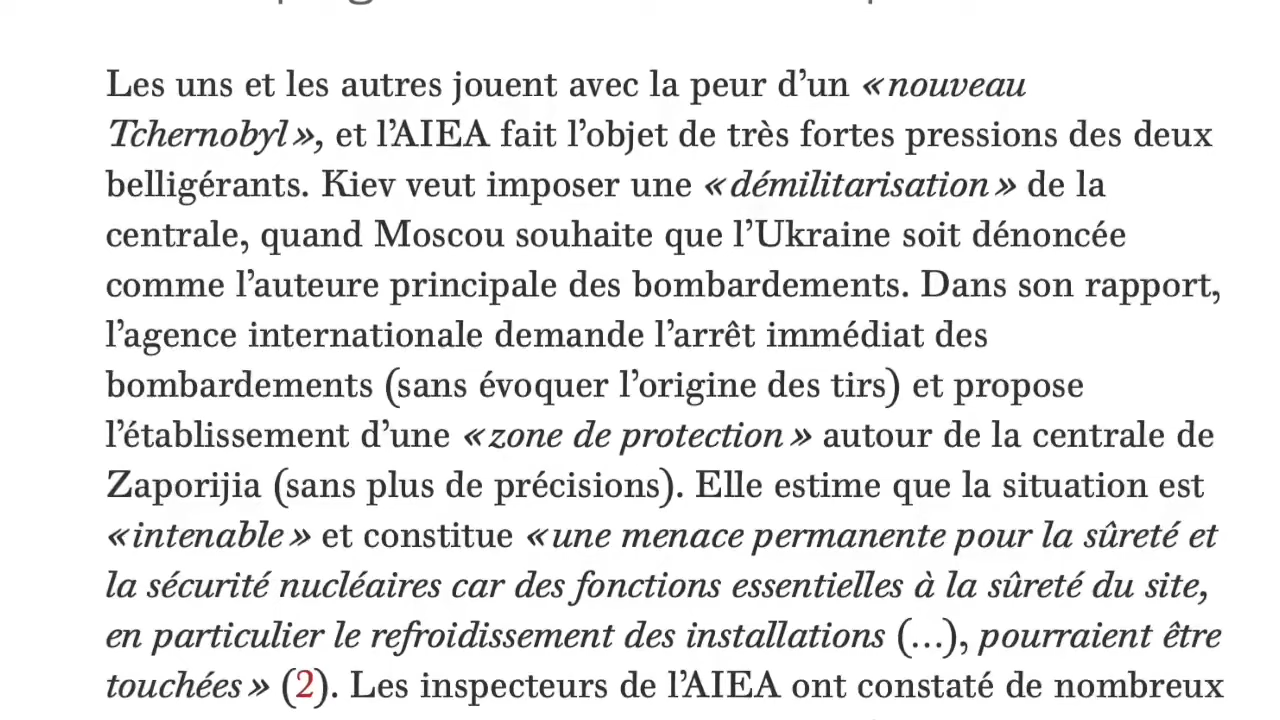 Les uns et les autres jouent avec la peur d’un « nouveau
Tchernobyl », et l’AIEA fait l’objet de très fortes pressions des deux
belligérants. Kiev veut imposer une « démilitarisation » de la
centrale, quand Moscou souhaite que l’Ukraine soit dénoncée
comme l’auteure principale des bombardements. Dans son rapport,
l’agence internationale demande l’arrêt immédiat des
bombardements (sans évoquer l’origine des tirs) et propose
l’établissement d’une « zone de protection » autour de la centrale de
Zaporijia (sans plus de précisions). Elle estime que la situation est
« intenable » et constitue « une menace permanente pour la sûreté et
la sécurité nucléaires car des fonctions essentielles à la sûreté du site,
en particulier le refroidissement des installations (…), pourraient être
touchées » (2). Les inspecteurs de l’AIEA ont constaté de nombreux